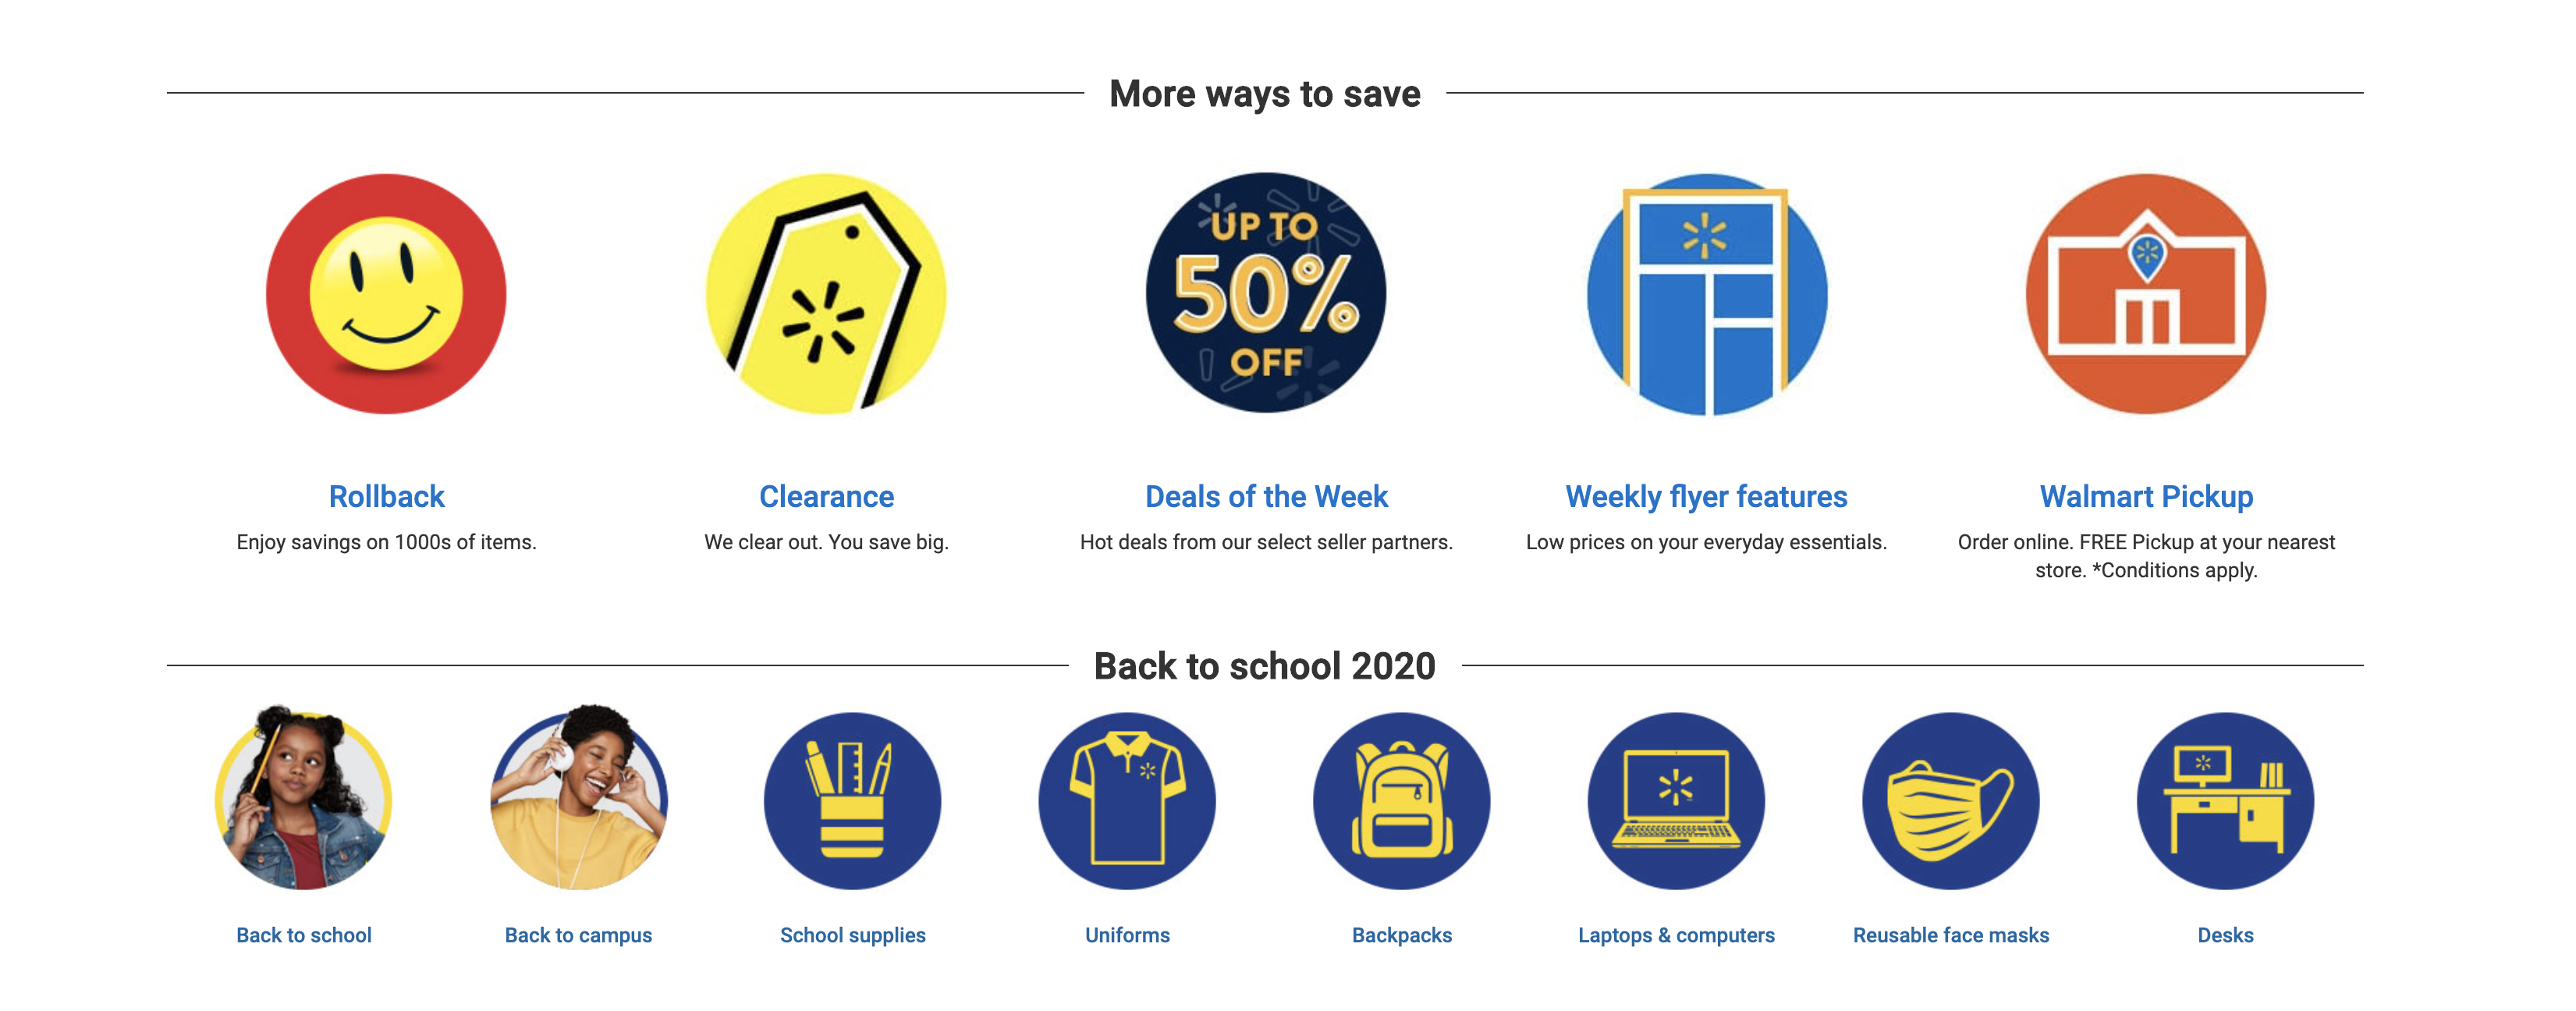 More ways to save
UP TO
50%
OFF
Rollback
Enjoy savings on 1000s of items.
Clearance
We clear out. You save big.
Deals of the Week
Hot deals from our select seller partners.
Weekly flyer features
Low prices on your everyday essentials.
Walmart Pickup
Order online. FREE Pickup at your nearest
store. *Conditions apply.
Back to school 2020
Back to school
Back to campus
School supplies
Uniforms
Backpacks
Laptops & computers
Reusable face masks
Desks